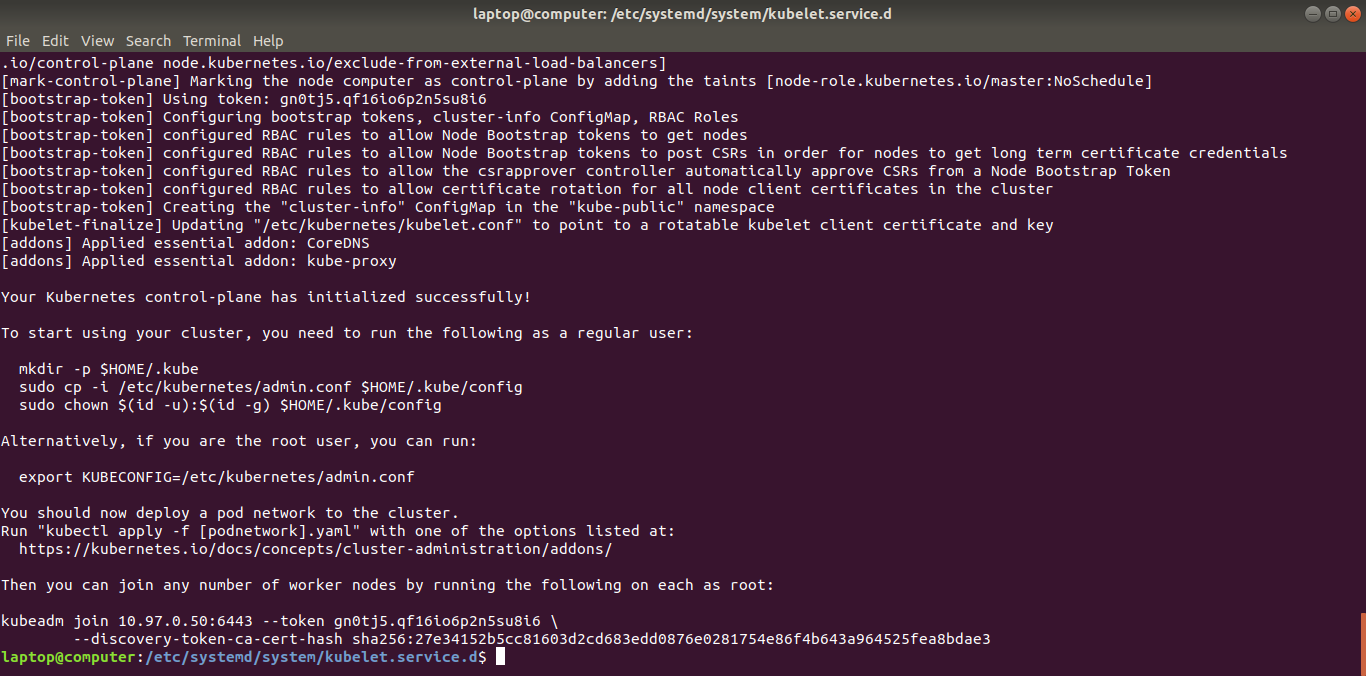 laptop@computer: /etc/systemd/system/kubelet.service.d
File Edit View Search Terminal Help
.io/control-plane node.kubernetes.io/exclude-from-external-load-balancers]
[mark-control-plane] Marking the node computer as control-plane by adding the taints [node-role.kubernetes.io/master:NoSchedule]
[bootstrap-token] Using token: gn0tj5.qf16io6p2n5su8i6
[bootstrap-token] Configuring bootstrap tokens, cluster-info ConfigMap, RBAC Roles
[bootstrap-token] configured RBAC rules to allow Node Bootstrap tokens to get nodes
[bootstrap-token] configured RBAC rules to allow Node Bootstrap tokens to post CSRs in order for nodes to get long term certificate credentials
[bootstrap-token] configured RBAC rules to allow the csrapprover controller automatically approve CSRs from a Node Bootstrap Token
[bootstrap-token] configured RBAC rules to allow certificate rotation for all node client certificates in the cluster
[bootstrap-token] Creating the "cluster-info" ConfigMap in the "kube-public" namespace
[kubelet-finalize] Updating "/etc/kubernetes/kubelet.conf" to point to a rotatable kubelet client certificate and key
[addons] Applied essential addon: CoreDNS
[addons] Applied essential addon: kube-proxy
Your Kubernetes control-plane has initialized successfully!
To start using your cluster, you need to run the following as a regular user:
mkdir -p $HOME/.kube
sudo cp -i /etc/kubernetes/admin.conf $HOME/.kube/config
sudo chown $(id -u):$(id -g) $HOME/.kube/config
Alternatively, if you are the root user, you can run:
export KUBECONFIG=/etc/kubernetes/admin.conf
You should now deploy a pod network to the cluster.
Run "kubectl apply -f [podnetwork].yaml" with one of the options listed at:
https://kubernetes.io/docs/concepts/cluster-administration/addons/
Then you can join any number of worker nodes by running the following on each as root:
kubeadm join 10.97.0.50:6443 --token gn0tj5.qf16io6p2n5su8i6 \
--discovery-token-ca-cert-hash sha256:27e34152b5cc81603d2cd683edd0876e0281754e86f4b643a964525fea8bdae3
laptop@computer:/etc/systemd/system/kubelet.service.d$